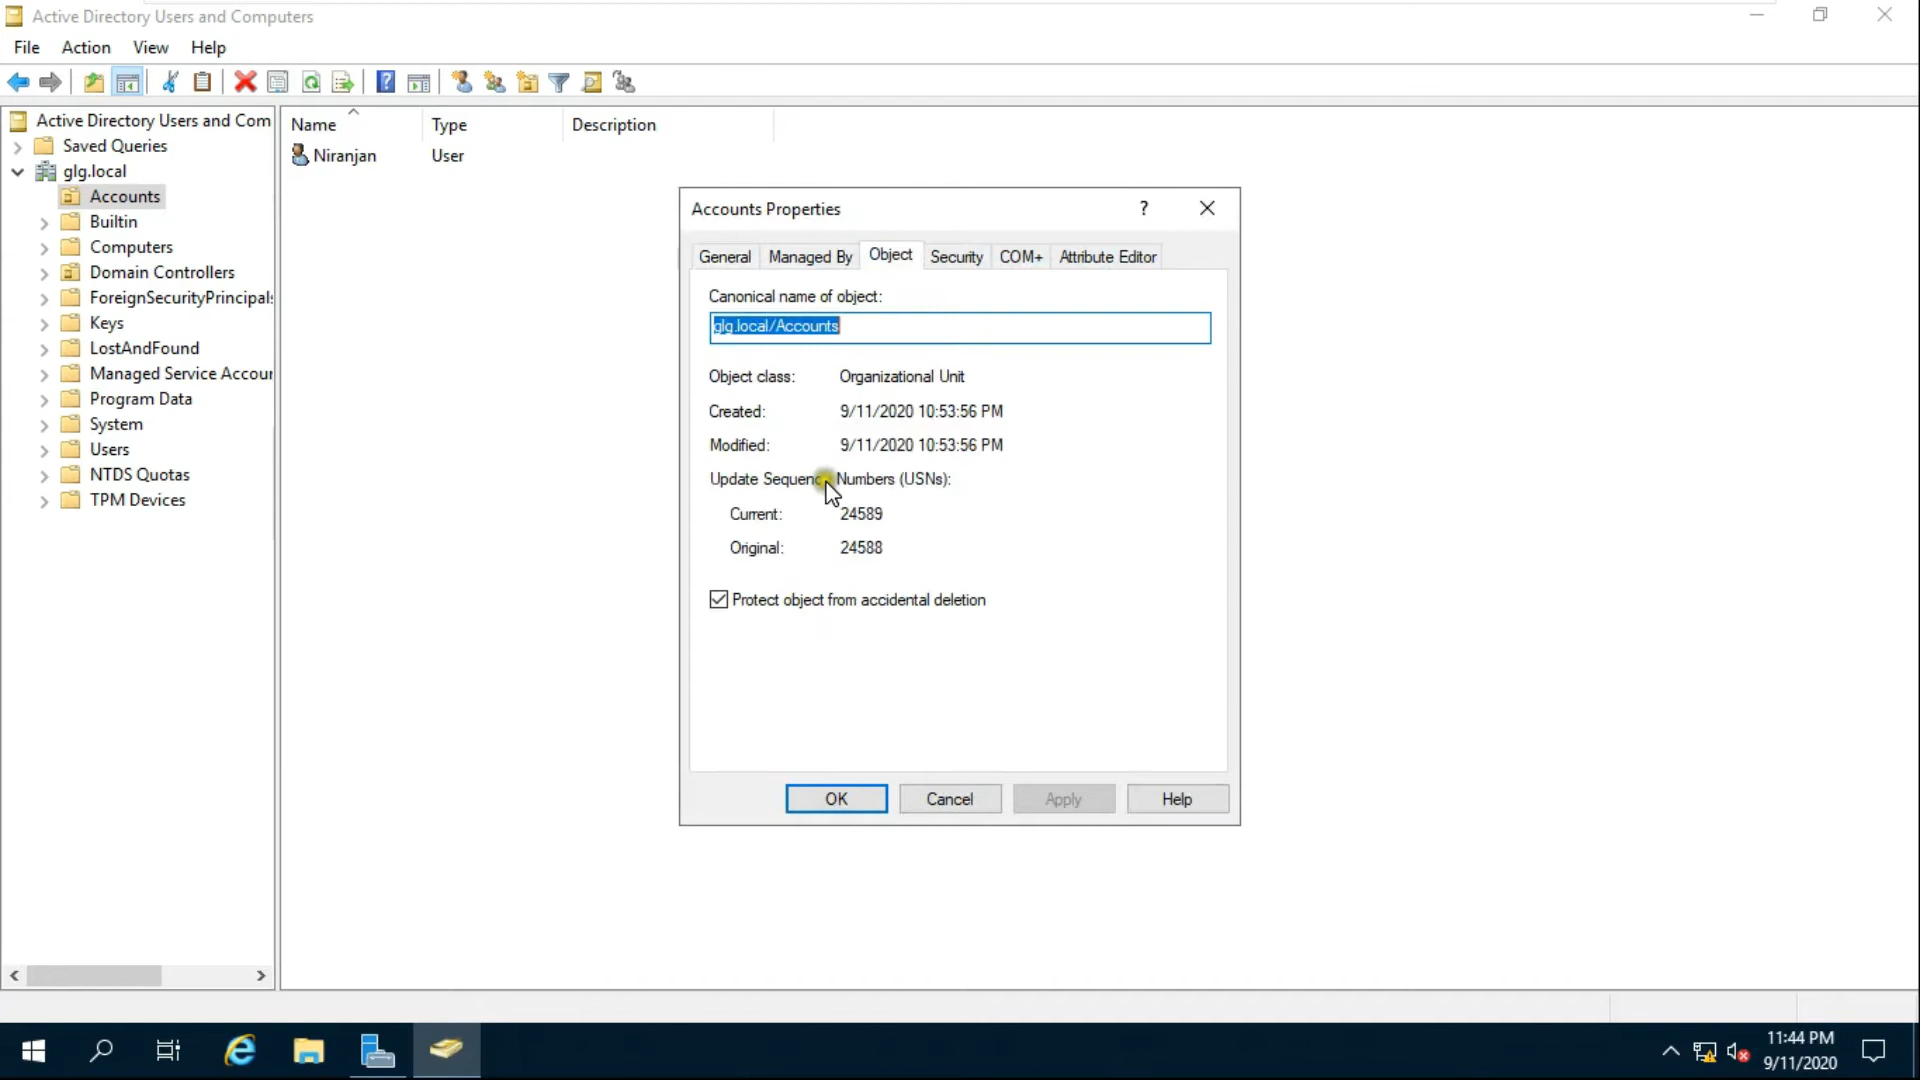 Active Directory Users and Computers
File Action View Help
Active Directory Users and Com
Saved Queries
glg.local
Accounts
Builtin
Computers
Domain Controllers
ForeignSecurityPrincipal
Keys
LostAndFound
Managed Service Accour
Program Data
System
Users
NTDS Quotas
TPM Devices
Name Type Description
Niranjan User
Accounts Properties
General Managed By Object Security COM+ Attribute Editor
Canonical name of object:
glg.local/Accounts
Object class: Organizational Unit
Created: 9/11/2020 10:53:56 PM
Modified: 9/11/2020 10:53:56 PM
Update Sequence Numbers (USNs):
Current: 24589
Original: 24588
Protect object from accidental deletion
OK Cancel Apply Help
11:44 PM
9/11/2020